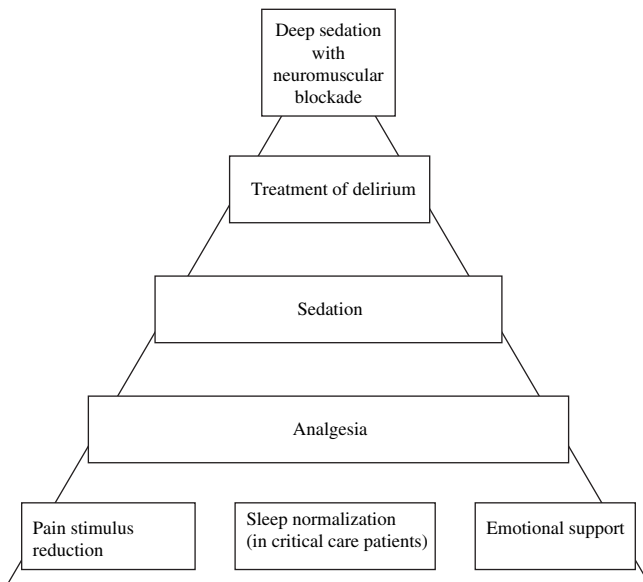 Deep sedation
with
neuromuscular
blockade
Treatment of delirium
Sedation
Analgesia
Pain stimulus
reduction
Sleep normalization
(in critical care patients)
Emotional support